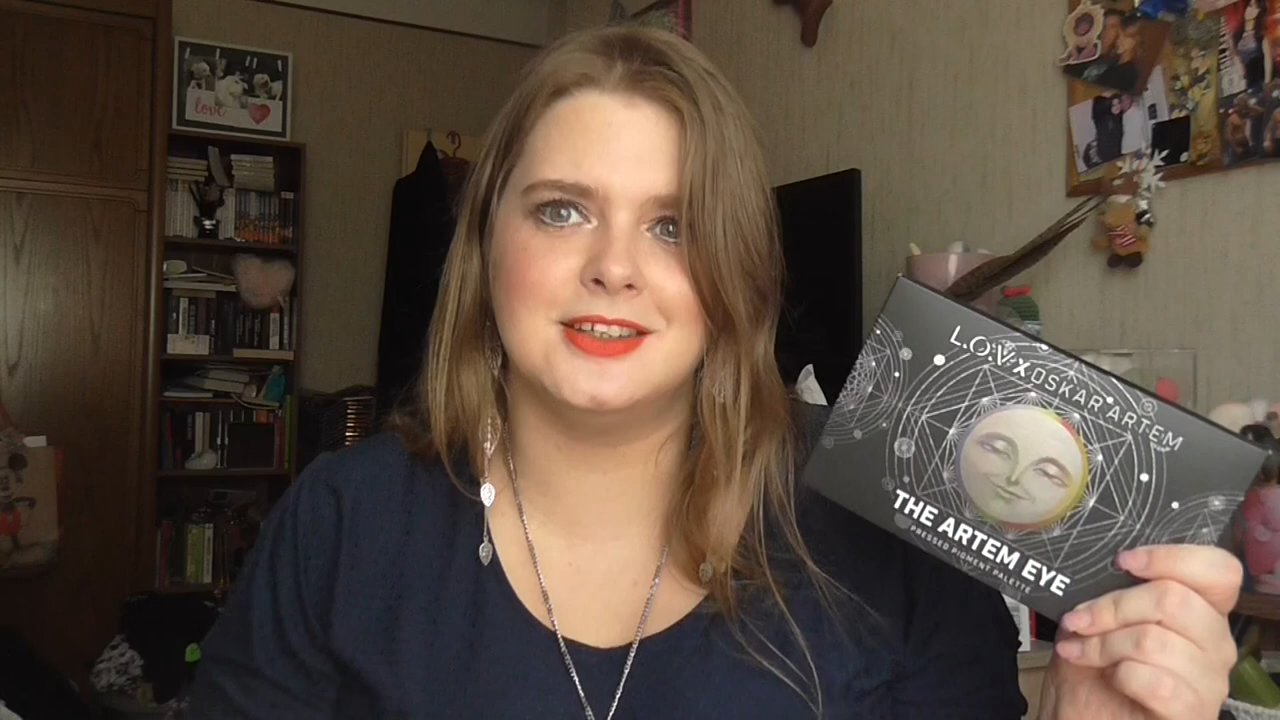 love
L.O.V X OSKAR ARTEM
THE ARTEM EYE
PRESSED PIGMENT PALETTE